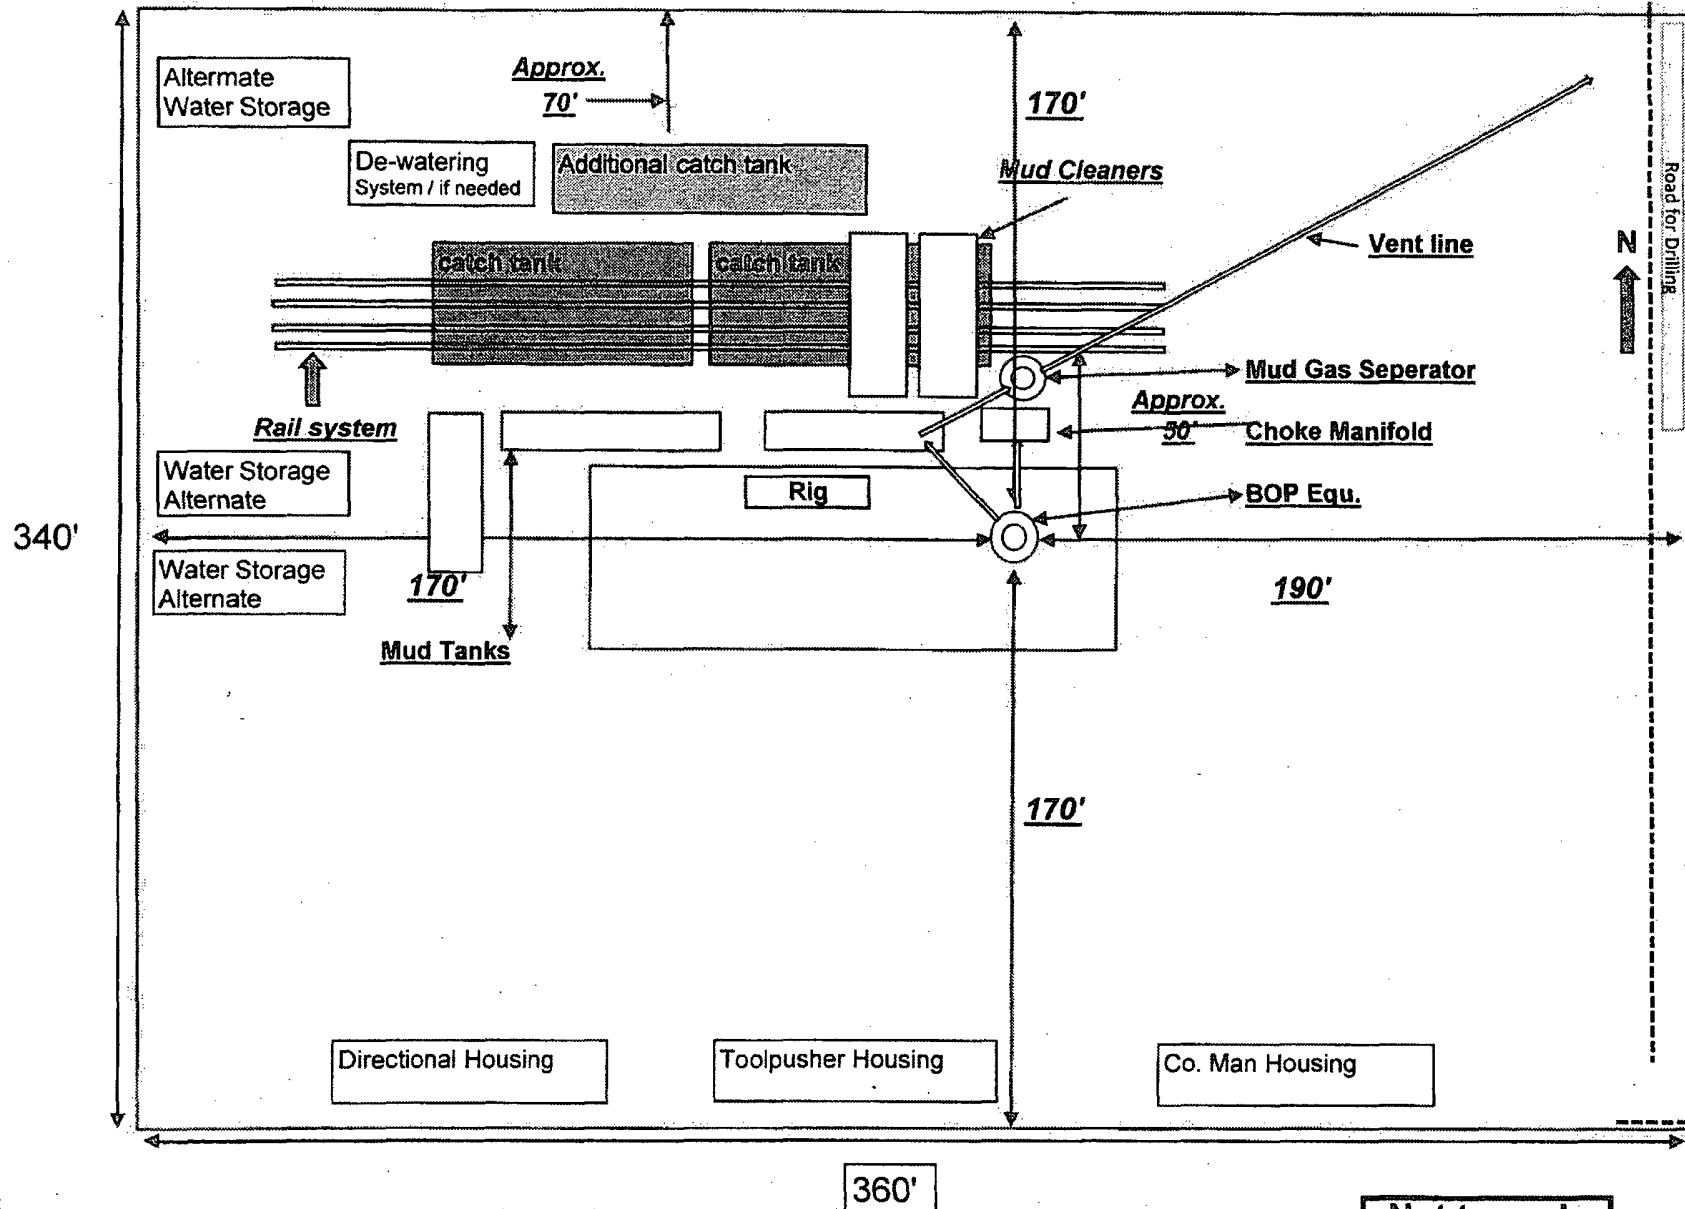 Altermate
Water Storage
Approx.
70'
170'
De-watering
System / if needed
Additional catch tank
Mud Cleaners
Road for Drilling
Vent line
N
catch tank
catch tank
Mud Gas Seperator
Approx.
50'
Choke Manifold
Rail system
Water Storage
Alternate
Rig
BOP Equ.
340'
Water Storage
Alternate
170'
190'
Mud Tanks
170'
Directional Housing
Toolpusher Housing
Co. Man Housing
360'